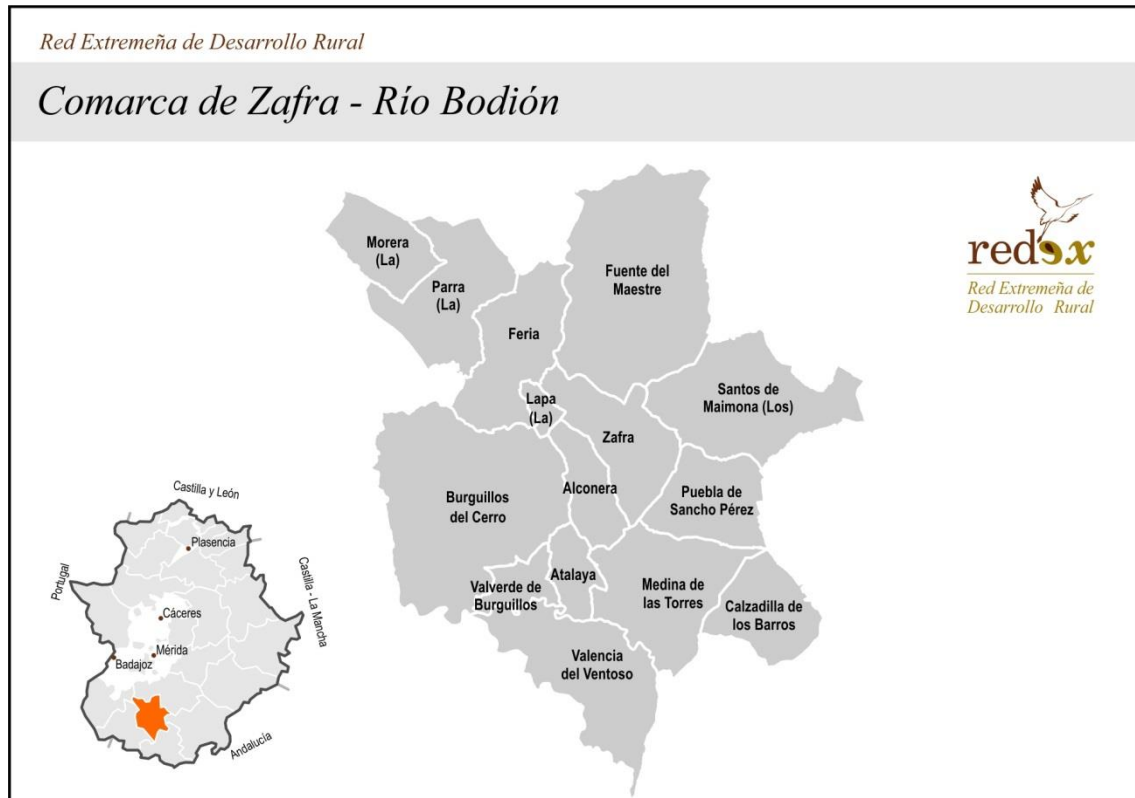 Red Extremeña de Desarrollo Rural
Comarca de Zafra - Río Bodión
Morera
(La)
Parra
(La)
Feria
Fuente del
Maestre
Lapa
(La)
Zafra
Santos de
Maimona (Los)
Burguillos
del Cerro
Alconera
Puebla de
Sancho Pérez
Valverde de
Burguillos
Atalaya
Medina de
las Torres
Calzadilla de
los Barros
Valencia
del Ventoso
redex
Red Extremeña de
Desarrollo Rural
Castilla y León
Plasencia
Portugal
Castilla - La Mancha
Cáceres
Mérida
Badajoz
Andalucía